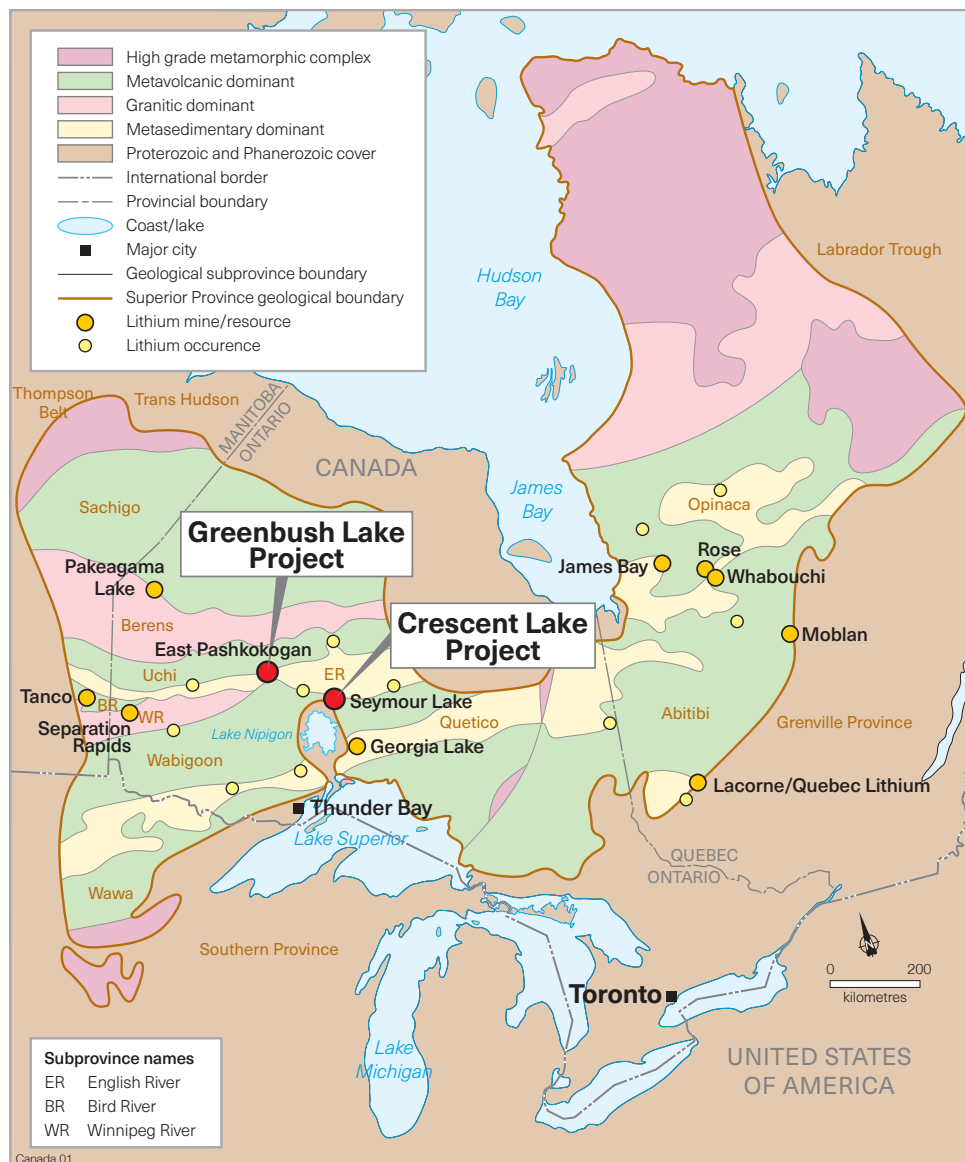 High grade metamorphic complex
Metavolcanic dominant
Granitic dominant
Metasedimentary dominant
Proterozoic and Phanerozoic cover
International border
Provincial boundary
Coast/lake
Major city
Geological subprovince boundary
Superior Province geological boundary
Lithium mine/resource
Lithium occurence
Labrador Trough
Hudson
Bay
Thompson
Belt
Trans Hudson
MANITOBA
ONTARIO
CANADA
James
Bay
Sachigo
Opinaca
Greenbush Lake
Project
Rose
James Bay
Whabouchi
Pakeagama
Lake
Berens
Crescent Lake
Project
Moblan
East Pashkokogan
Uchi
ER
Tanco
BR
WR
Seymour Lake
Abitibi
Quetico
Grenville Province
Separation
Rapids
Lake Nipigon
Georgia Lake
Wabigoon
Lacorne/Quebec Lithium
Thunder Bay
Lake Superior
QUEBEC
ONTARIO
Wawa
Southern Province
N
0 200
kilometres
Toronto
Lake
Michigan
UNITED STATES
OF AMERICA
Subprovince names
ER English River
BR Bird River
WR Winnipeg River
Canada 01